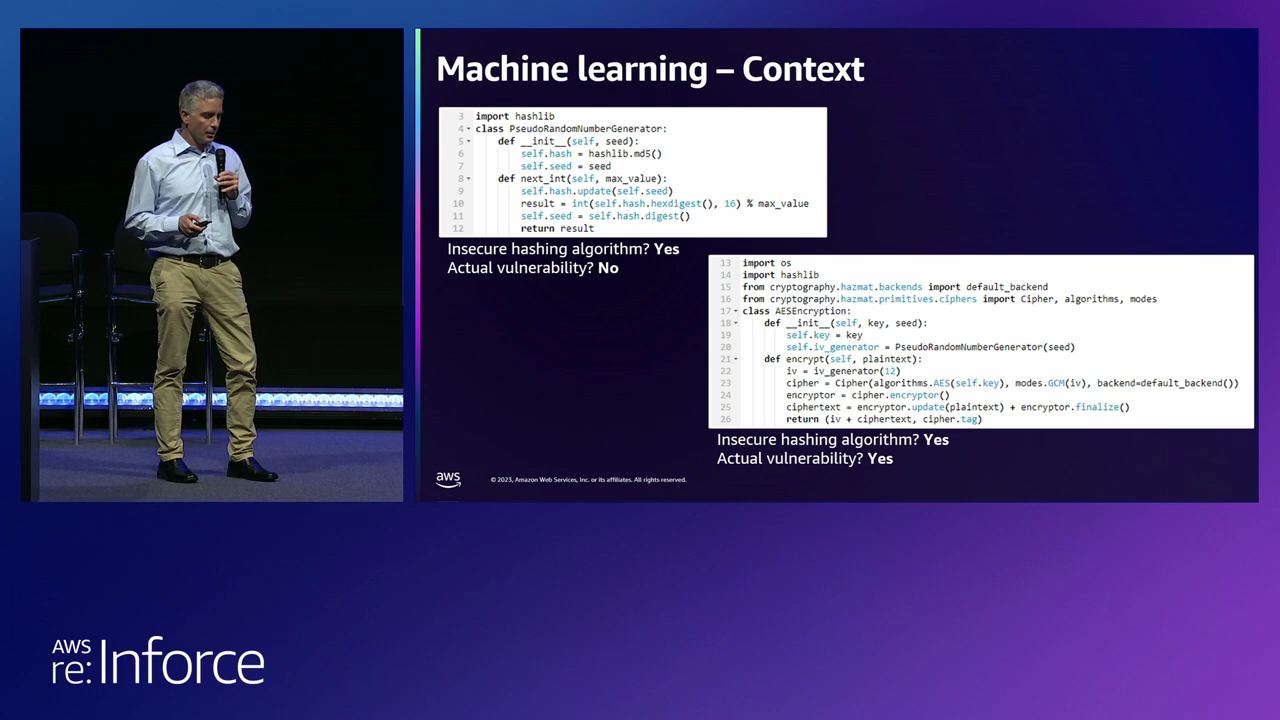 Machine learning – Context
3 import hashlib
4 class PseudoRandomNumberGenerator:
5 def __init__(self, seed):
6 self.hash = hashlib.md5()
7 self.seed = seed
8 def next_int(self, max_value):
9 self.hash.update(self.seed)
10 result = int(self.hash.hexdigest(), 16) % max_value
11 self.seed = self.hash.digest()
12 return result
Insecure hashing algorithm? Yes
Actual vulnerability? No
13 import os
14 import hashlib
15 from cryptography.hazmat.backends import default_backend
16 from cryptography.hazmat.primitives.ciphers import Cipher, algorithms, modes
17 class AESEncryption:
18 def __init__(self, key, seed):
19 self.key = key
20 self.iv_generator = PseudoRandomNumberGenerator(seed)
21 def encrypt(self, plaintext):
22 iv = iv_generator(12)
23 cipher = Cipher(algorithms.AES(self.key), modes.GCM(iv), backend=default_backend())
24 encryptor = cipher.encryptor()
25 ciphertext = encryptor.update(plaintext) + encryptor.finalize()
26 return (iv + ciphertext, cipher.tag)
Insecure hashing algorithm? Yes
Actual vulnerability? Yes
aws
© 2023, Amazon Web Services, Inc. or its affiliates. All rights reserved.
AWS
re:Inforce